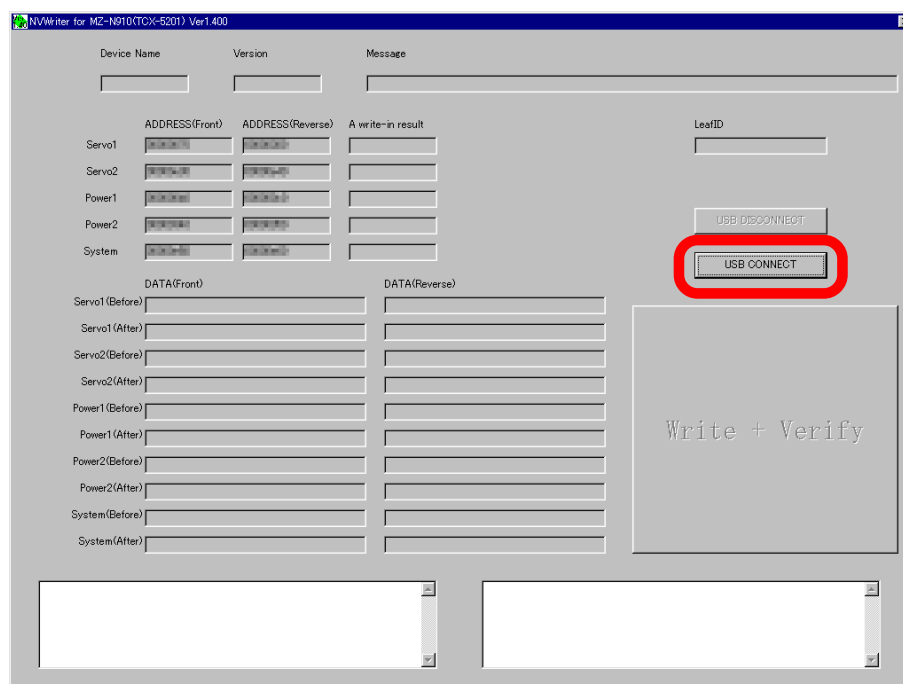 NVWriter for MZ-N910(TCX-5201) Ver1.400
Device Name Version Message
ADDRESS(Front) ADDRESS(Reverse) A write-in result LeafID
Servo1
Servo2
Power1
Power2 USB DISCONNECT
System
USB CONNECT
DATA(Front) DATA(Reverse)
Servo1(Before)
Servo1(After)
Servo2(Before)
Servo2(After)
Power1(Before)
Power1(After)
Write + Verify
Power2(Before)
Power2(After)
System(Before)
System(After)